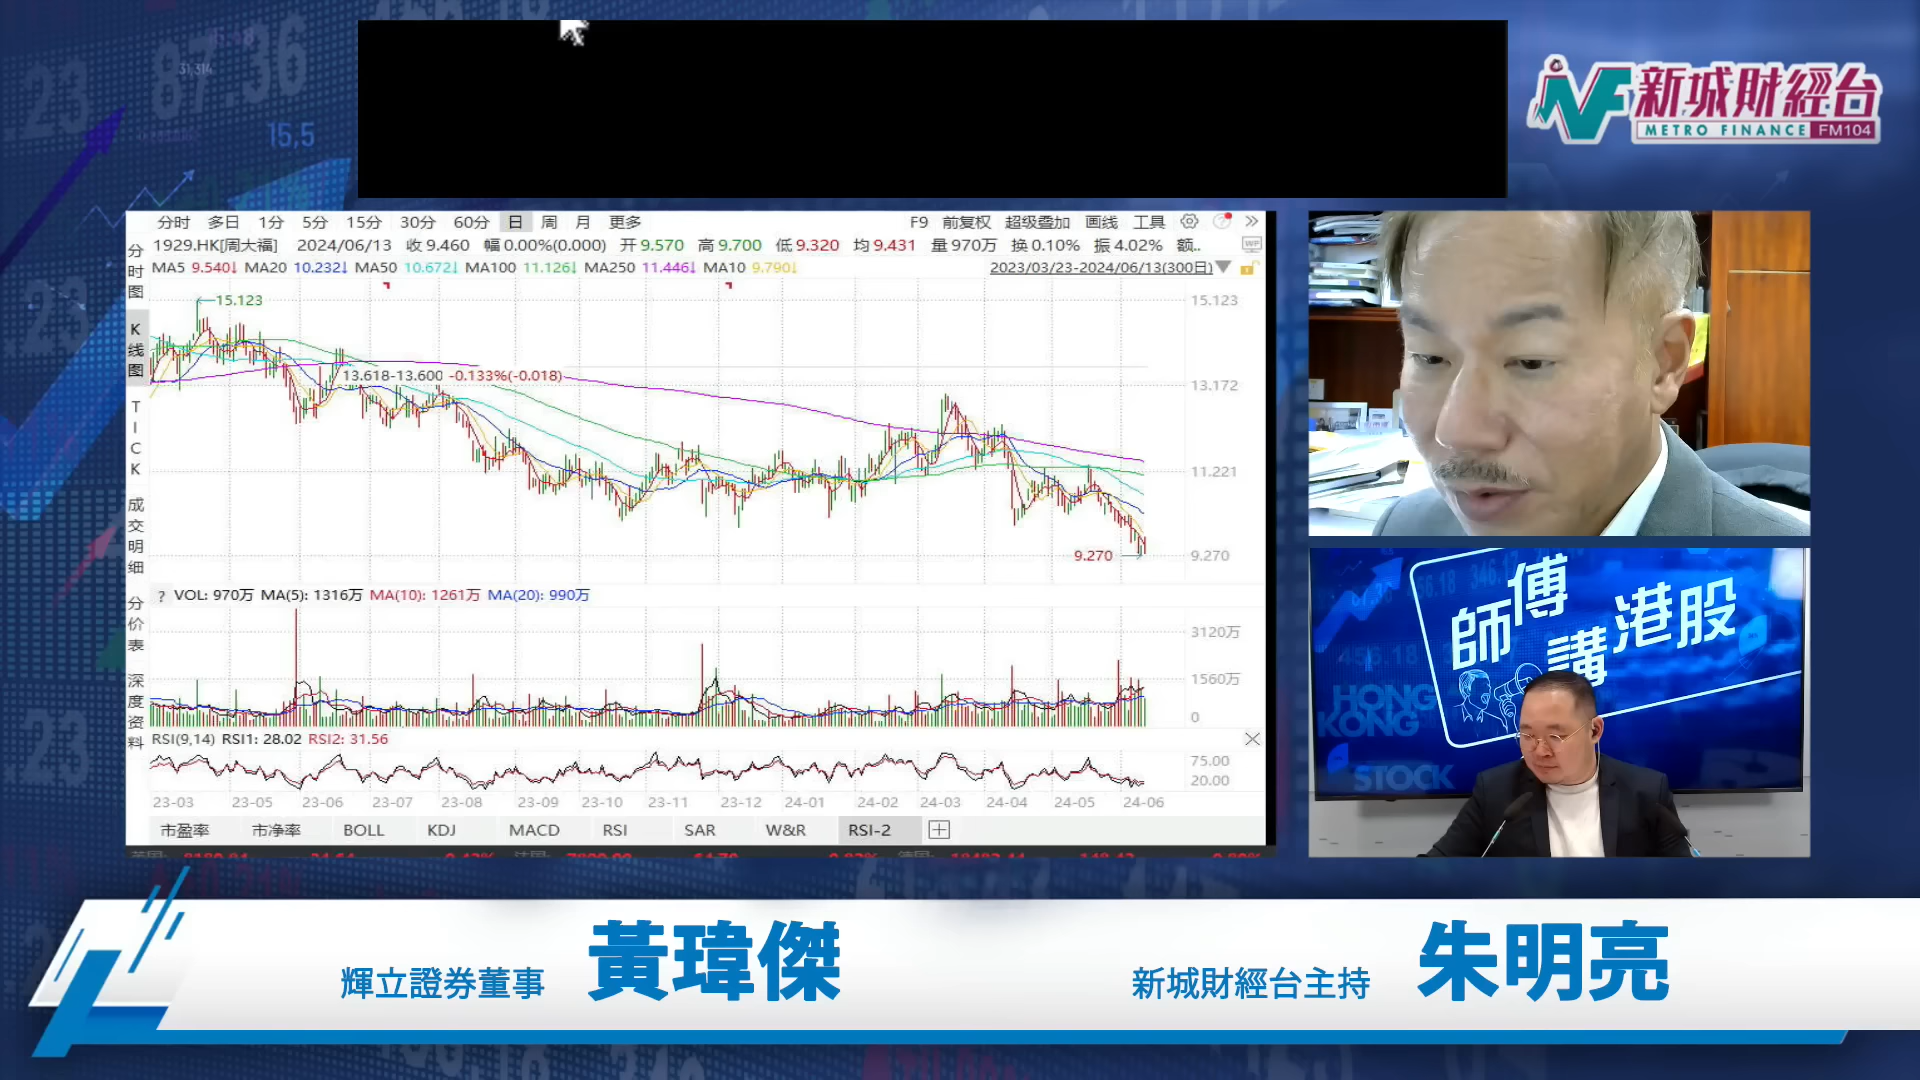 新城財經台
METRO FINANCE FM104
分时 多日 1分 5分 15分 30分 60分 日 周 月 更多 F9 前复权 超级叠加 画线 工具
1929.HK[周大福] 2024/06/13 收 9.460 幅 0.00%(0.000) 开 9.570 高 9.700 低 9.320 均 9.431 量 970万 换 0.10% 振 4.02% 额..
MA5 9.540↓ MA20 10.232↓ MA50 10.672↓ MA100 11.126↓ MA250 11.446↓ MA10 9.790↓ 2023/03/23-2024/06/13(300日)
分时图
K线图
TICK
成交明细
分价表
深度资料
15.123
15.123
13.618-13.600 -0.133%(-0.018)
13.172
11.221
9.270
9.270
? VOL: 970万 MA(5): 1316万 MA(10): 1261万 MA(20): 990万
3120万
1560万
0
RSI(9,14) RSI1: 28.02 RSI2: 31.56
75.00
20.00
23-03 23-05 23-06 23-07 23-08 23-09 23-10 23-11 23-12 24-01 24-02 24-03 24-04 24-05 24-06
市盈率 市净率 BOLL KDJ MACD RSI SAR W&R RSI-2
師傅講港股
HONG KONG
STOCK
輝立證券董事 黃瑋傑
新城財經台主持 朱明亮